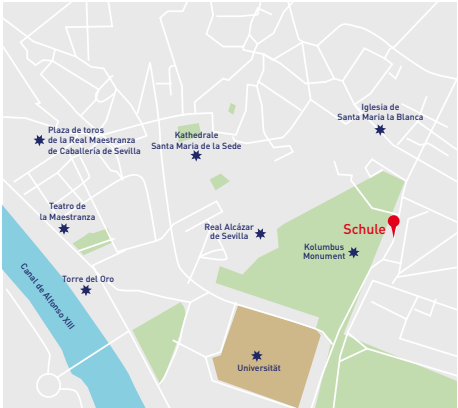 Iglesia de
Santa María la Blanca
Plaza de toros
de la Real Maestranza
de Caballería de Sevilla
Kathedrale
Santa María de la Sede
Teatro de
la Maestranza
Real Alcázar
de Sevilla
Schule
Kolumbus
Monument
Torre del Oro
Canal de Alfonso XIII
Universität